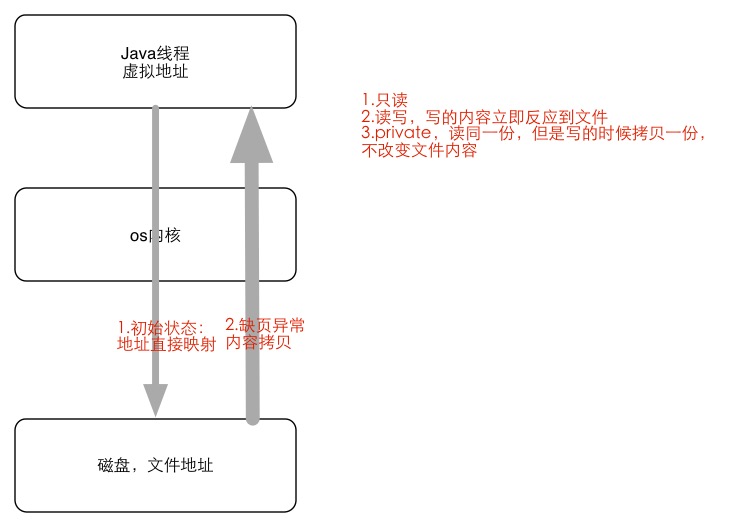 Java线程
虚拟地址
1.只读
2.读写，写的内容立即反应到文件
3.private，读同一份，但是写的时候拷贝一份，
不改变文件内容
os内核
1.初始状态：
地址直接映射
2.缺页异常
内容拷贝
磁盘，文件地址